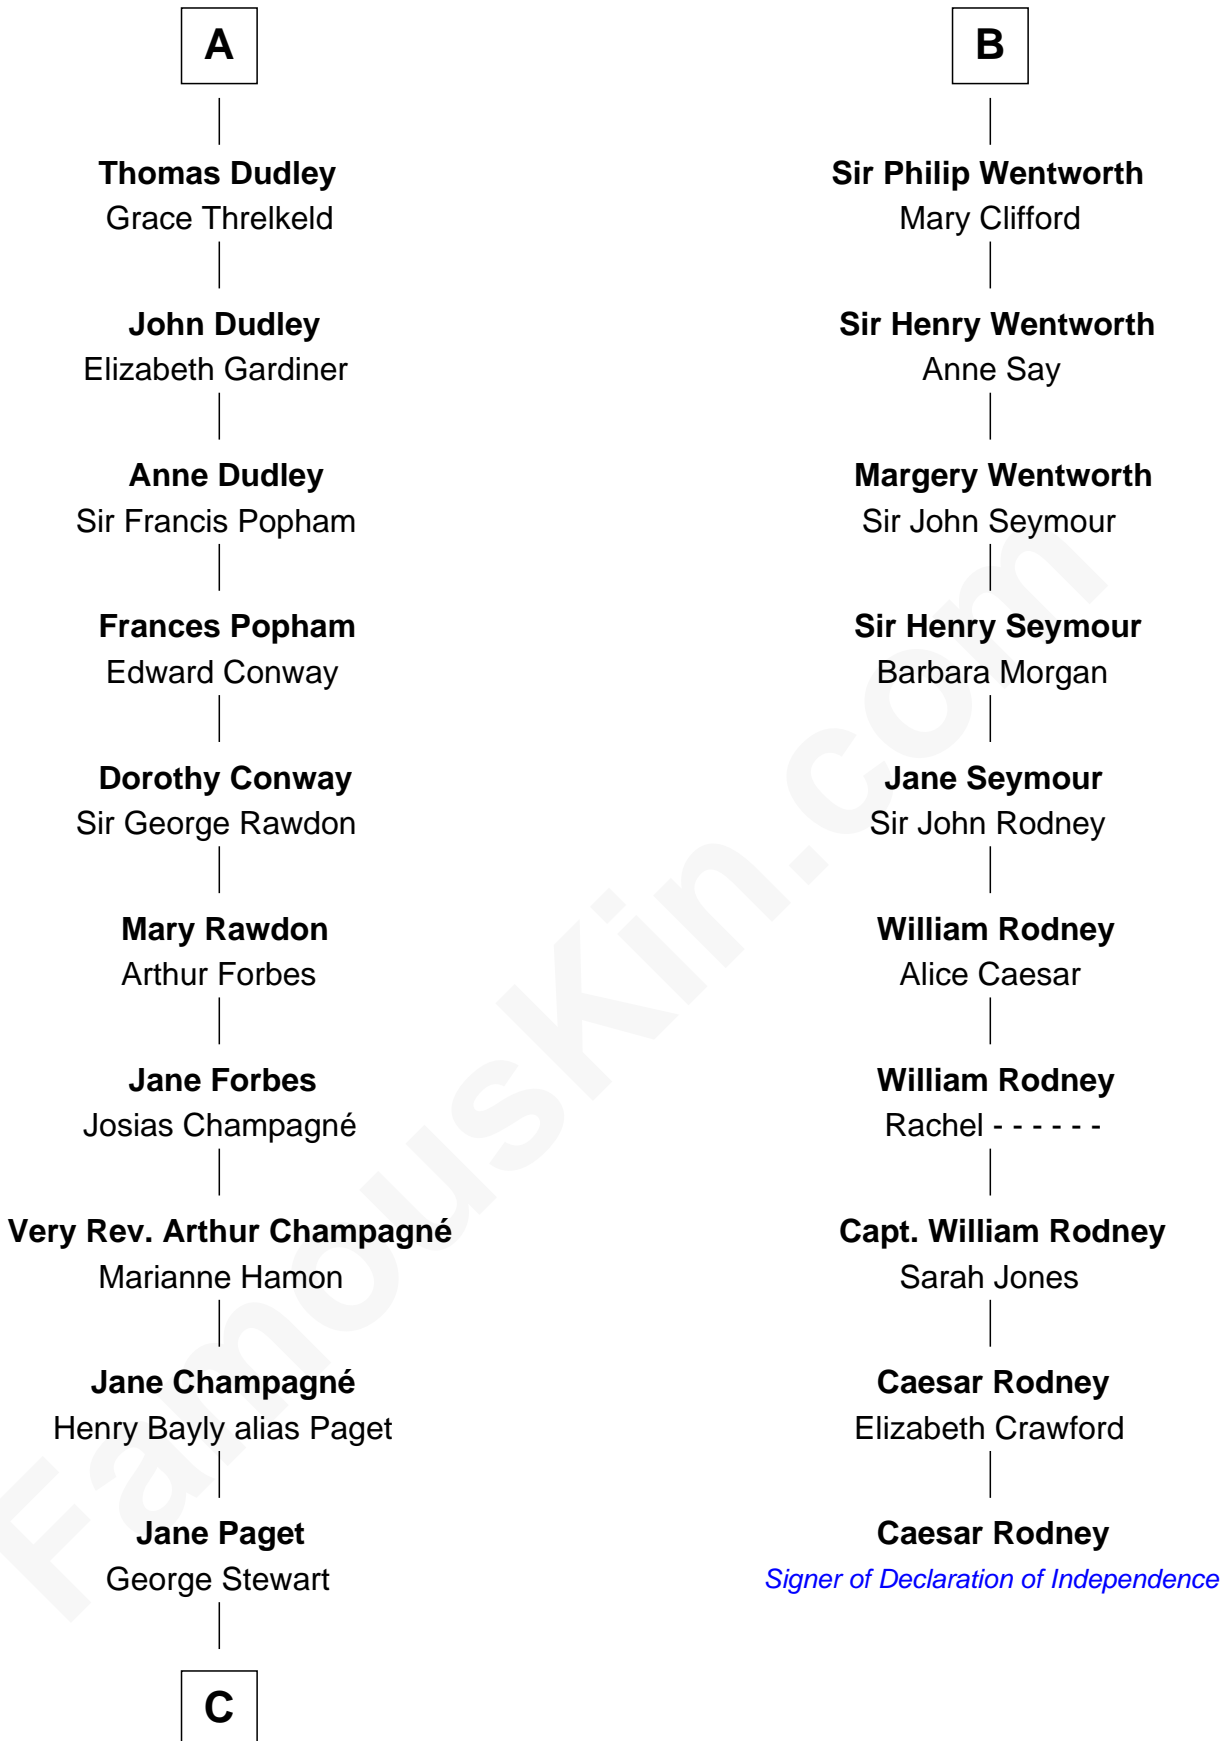 A
Thomas Dudley
Grace Threlkeld
John Dudley
Elizabeth Gardiner
Anne Dudley
Sir Francis Popham
Frances Popham
Edward Conway
Dorothy Conway
Sir George Rawdon
Mary Rawdon
Arthur Forbes
Jane Forbes
Josias Champagné
Very Rev. Arthur Champagné
Marianne Hamon
Jane Champagné
Henry Bayly alias Paget
Jane Paget
George Stewart
C
B
Sir Philip Wentworth
Mary Clifford
Sir Henry Wentworth
Anne Say
Margery Wentworth
Sir John Seymour
Sir Henry Seymour
Barbara Morgan
Jane Seymour
Sir John Rodney
William Rodney
Alice Caesar
William Rodney
Rachel - - - - - -
Capt. William Rodney
Sarah Jones
Caesar Rodney
Elizabeth Crawford
Caesar Rodney
Signer of Declaration of Independence
FamousKin.com